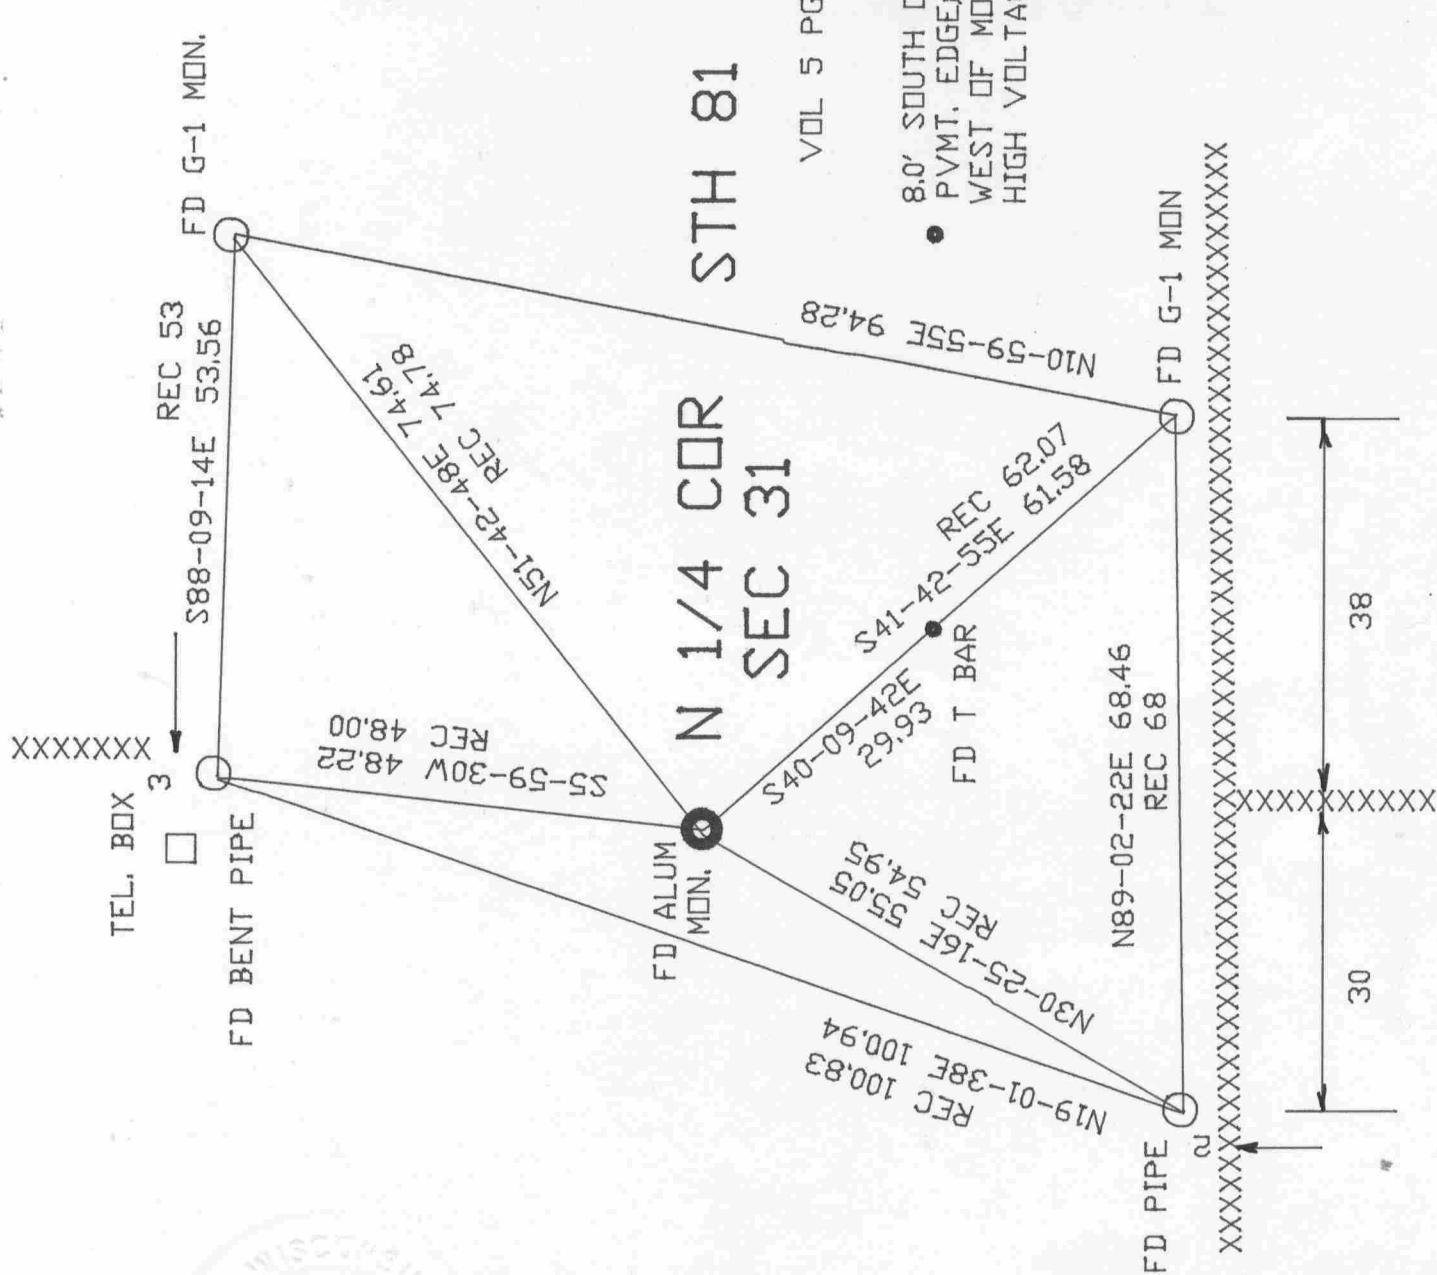 FD G-1 MON.
REC 53
S88-09-14E 53.56
TEL. BOX
3
FD BENT PIPE
N51-42-48E 74.61
REC 74.78
S5-59-30W 48.22
REC 48.00
STH 81
VOL 5 PG
8.0' SOUTH
PVMT. EDGE,
WEST OF
HIGH
N 1/4 COR
SEC 31
N10-59-55E 94.28
FD ALUM
MON.
REC 62.07
S41-42-55E 61.58
S40-09-42E
29.93
FD T BAR
N30-25-16E 55.05
REC 54.95
N19-01-38E 100.94
REC 100.83
FD G-1 MON
N89-02-22E 68.46
REC 68
FD PIPE
2
XXXXXXX
XXXXXXXXXXXXXXXXXXXXXXXXXXXXXXXXXXXXXXXXXXXXXXXXXXXXXXXXXXXXXXXX
XXXXXXXXXXX
30
38